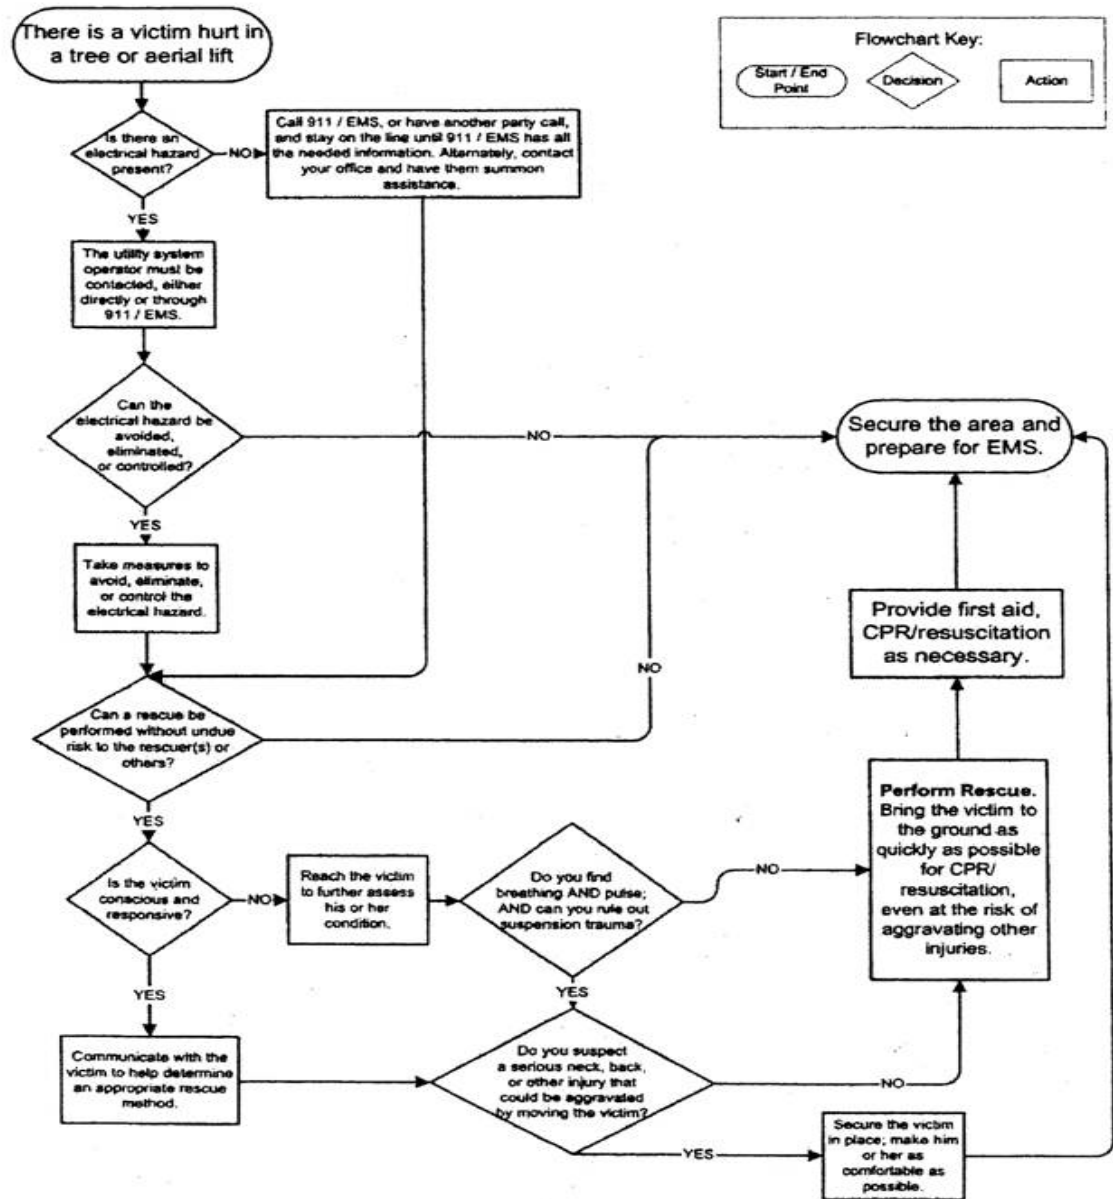 There is a victim hurt in
a tree or aerial lift
Flowchart Key:
Start / End
Point
Decision
Action
Is there an
electrical hazard
present?
NO
Call 911 / EMS, or have another party call,
and stay on the line until 911 / EMS has all
the needed information. Alternately, contact
your office and have them summon
assistance.
YES
The utility system
operator must be
contacted, either
directly or through
911 / EMS.
Can the
electrical hazard be
avoided,
eliminated,
or controlled?
NO
Secure the area and
prepare for EMS.
YES
Take measures to
avoid, eliminate,
or control the
electrical hazard.
Provide first aid,
CPR/resuscitation
as necessary.
NO
Can a rescue be
performed without undue
risk to the rescuer(s) or
others?
YES
Perform Rescue.
Bring the victim to
the ground as
quickly as possible
for CPR/
resuscitation,
even at the risk of
aggravating other
injuries.
Is the victim
conscious and
responsive?
NO
Reach the victim
to further assess
his or her
condition.
Do you find
breathing AND pulse;
AND can you rule out
suspension trauma?
NO
YES
YES
Communicate with the
victim to help determine
an appropriate rescue
method.
Do you suspect
a serious neck, back,
or other injury that
could be aggravated
by moving the victim?
NO
YES
Secure the victim
in place; make him
or her as
comfortable as
possible.